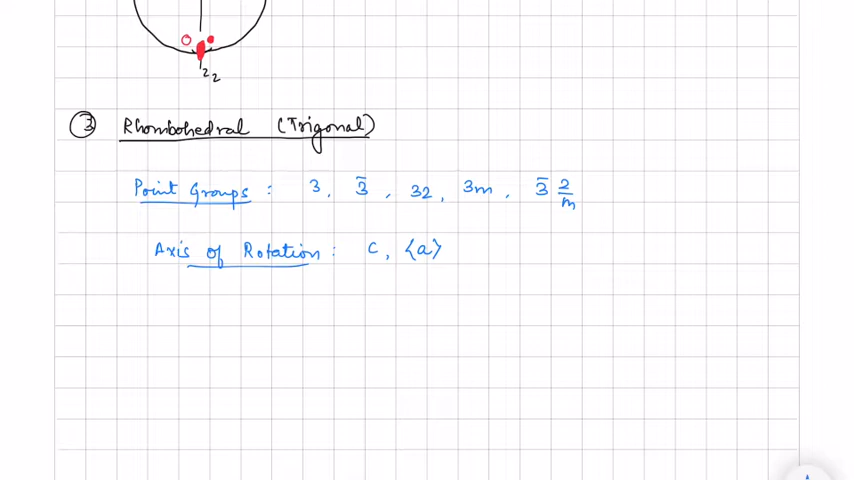 2₂
③ Rhombohedral (Trigonal)
Point Groups : 3, 3̅, 32, 3m, 3̅ 2/m
Axis of Rotation : C, ⟨a⟩